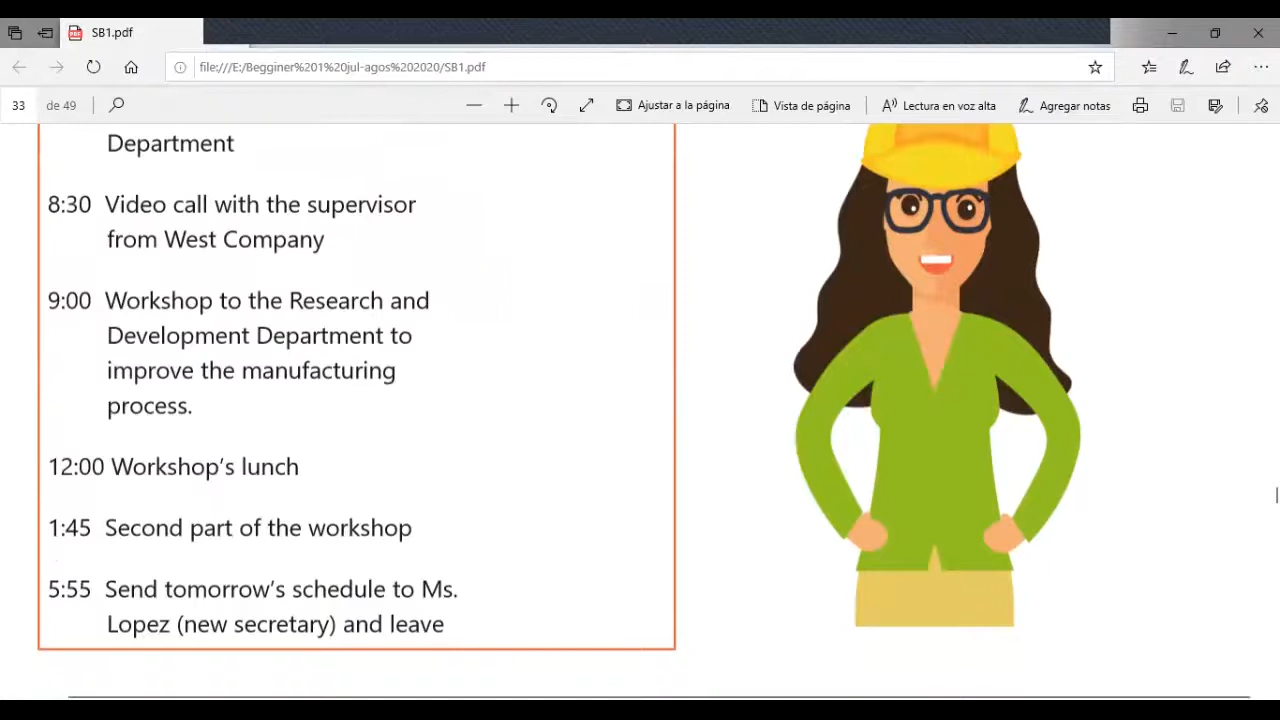 SB1.pdf
file:///E:/Begginer%201%20jul-agos%202020/SB1.pdf
33 de 49 Ajustar a la página Vista de página Lectura en voz alta Agregar notas
Department
8:30 Video call with the supervisor
from West Company
9:00 Workshop to the Research and
Development Department to
improve the manufacturing
process.
12:00 Workshop's lunch
1:45 Second part of the workshop
5:55 Send tomorrow's schedule to Ms.
Lopez (new secretary) and leave